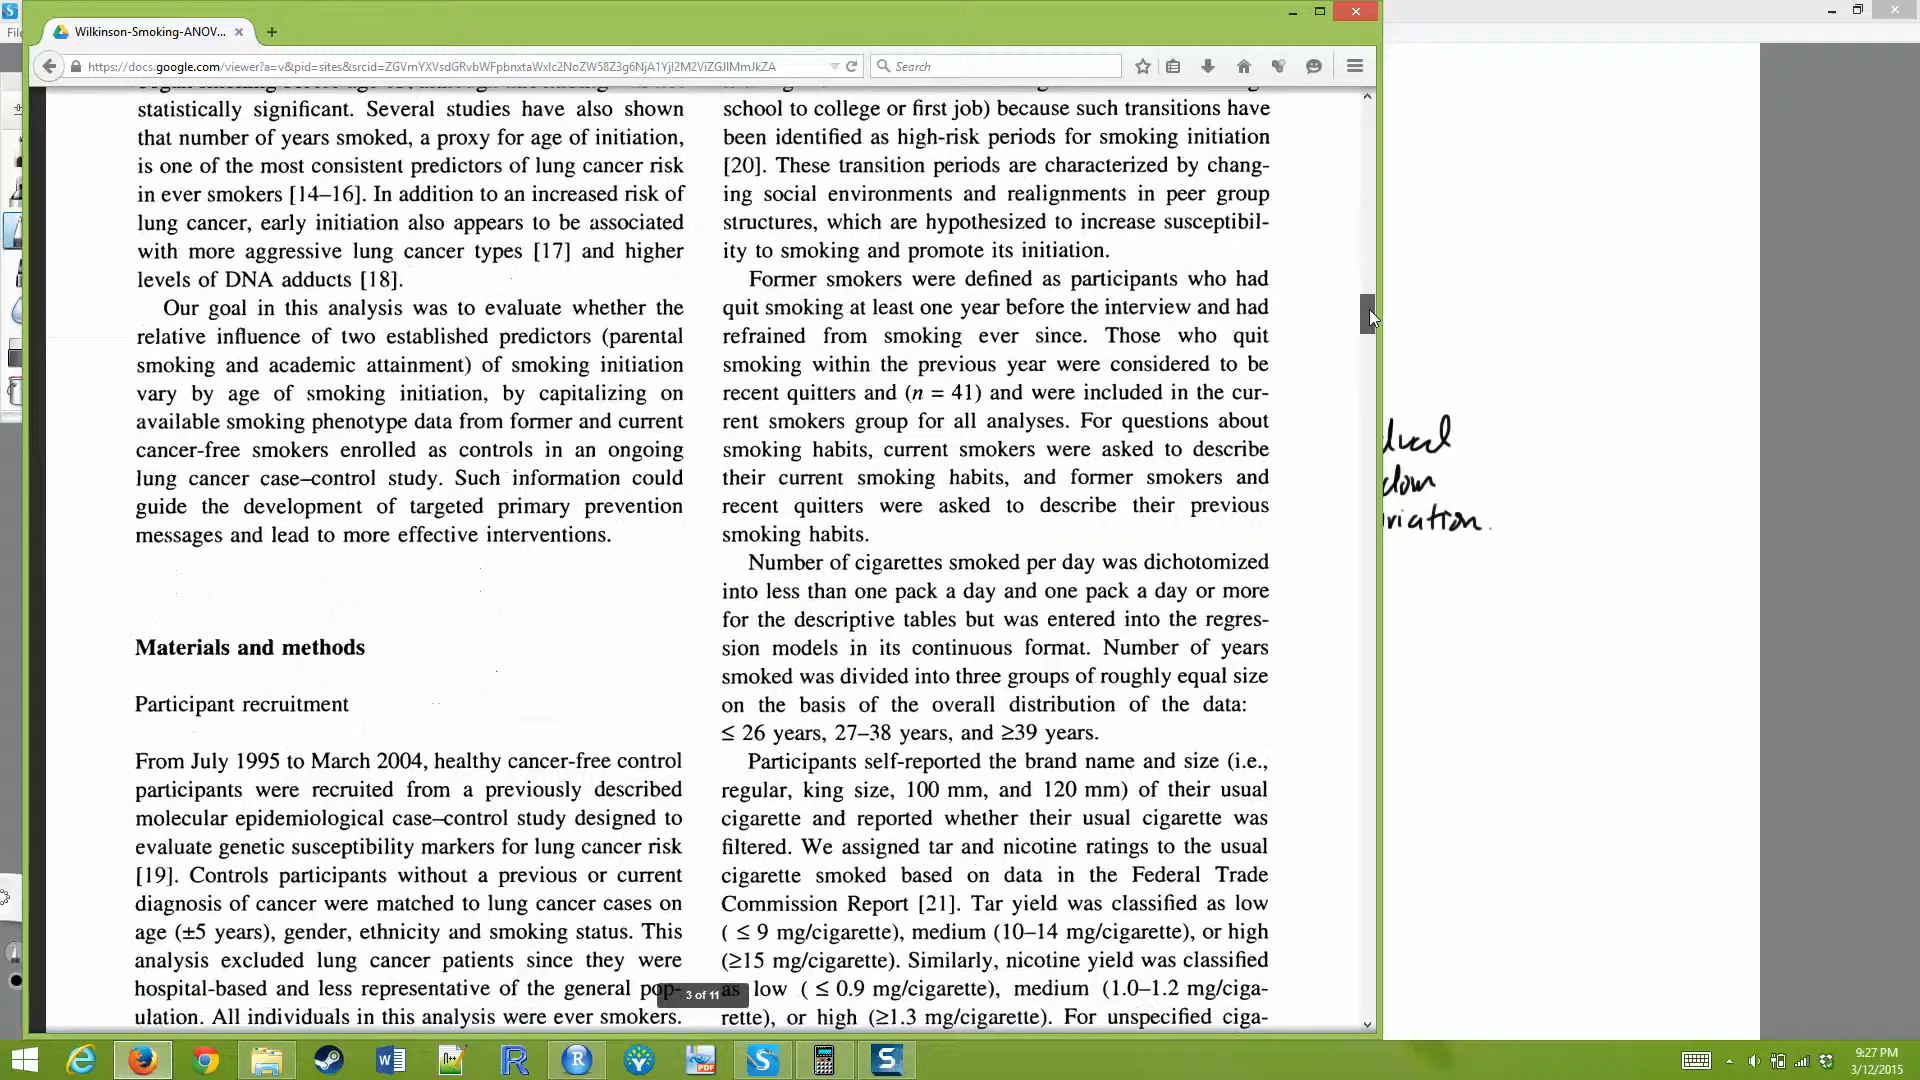 Wilkinson-Smoking-ANOV...
https://docs.google.com/viewer?a=v&pid=sites&srcid=ZGVmYXVsdGRvbWFpbnxtaWxlc2NoZW58Z3g6NjA1YjI2M2ViZGJlMmJkZA
Search
statistically significant. Several studies have also shown
that number of years smoked, a proxy for age of initiation,
is one of the most consistent predictors of lung cancer risk
in ever smokers [14–16]. In addition to an increased risk of
lung cancer, early initiation also appears to be associated
with more aggressive lung cancer types [17] and higher
levels of DNA adducts [18].
Our goal in this analysis was to evaluate whether the
relative influence of two established predictors (parental
smoking and academic attainment) of smoking initiation
vary by age of smoking initiation, by capitalizing on
available smoking phenotype data from former and current
cancer-free smokers enrolled as controls in an ongoing
lung cancer case–control study. Such information could
guide the development of targeted primary prevention
messages and lead to more effective interventions.
Materials and methods
Participant recruitment
From July 1995 to March 2004, healthy cancer-free control
participants were recruited from a previously described
molecular epidemiological case–control study designed to
evaluate genetic susceptibility markers for lung cancer risk
[19]. Controls participants without a previous or current
diagnosis of cancer were matched to lung cancer cases on
age (±5 years), gender, ethnicity and smoking status. This
analysis excluded lung cancer patients since they were
hospital-based and less representative of the general pop-
ulation. All individuals in this analysis were ever smokers.
school to college or first job) because such transitions have
been identified as high-risk periods for smoking initiation
[20]. These transition periods are characterized by chang-
ing social environments and realignments in peer group
structures, which are hypothesized to increase susceptibil-
ity to smoking and promote its initiation.
Former smokers were defined as participants who had
quit smoking at least one year before the interview and had
refrained from smoking ever since. Those who quit
smoking within the previous year were considered to be
recent quitters and (n = 41) and were included in the cur-
rent smokers group for all analyses. For questions about
smoking habits, current smokers were asked to describe
their current smoking habits, and former smokers and
recent quitters were asked to describe their previous
smoking habits.
Number of cigarettes smoked per day was dichotomized
into less than one pack a day and one pack a day or more
for the descriptive tables but was entered into the regres-
sion models in its continuous format. Number of years
smoked was divided into three groups of roughly equal size
on the basis of the overall distribution of the data:
≤ 26 years, 27–38 years, and ≥39 years.
Participants self-reported the brand name and size (i.e.,
regular, king size, 100 mm, and 120 mm) of their usual
cigarette and reported whether their usual cigarette was
filtered. We assigned tar and nicotine ratings to the usual
cigarette smoked based on data in the Federal Trade
Commission Report [21]. Tar yield was classified as low
( ≤ 9 mg/cigarette), medium (10–14 mg/cigarette), or high
(≥15 mg/cigarette). Similarly, nicotine yield was classified
as low ( ≤ 0.9 mg/cigarette), medium (1.0–1.2 mg/ciga-
rette), or high (≥1.3 mg/cigarette). For unspecified ciga-
3 of 11
9:27 PM
3/12/2015